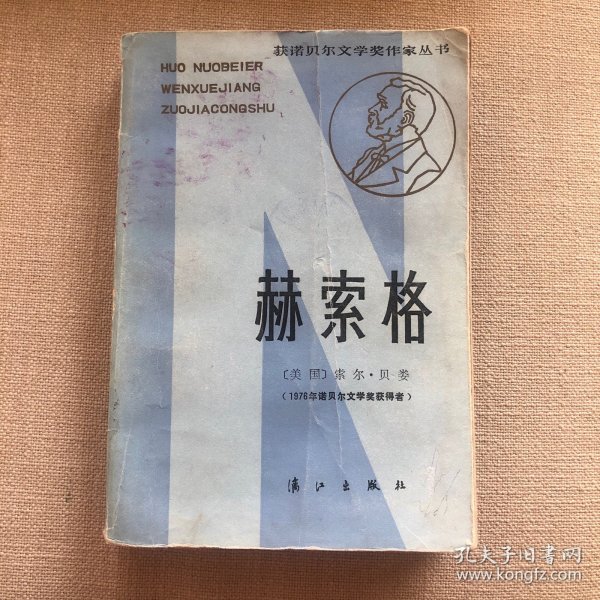 获诺贝尔文学奖作家丛书
HUO NUOBEIER
WENXUEJIANG
ZUOJIACONGSHU
赫索格
〔美国〕索尔·贝娄
（1976年诺贝尔文学奖获得者）
漓江出版社
孔夫子旧书网
www.kongfz.com